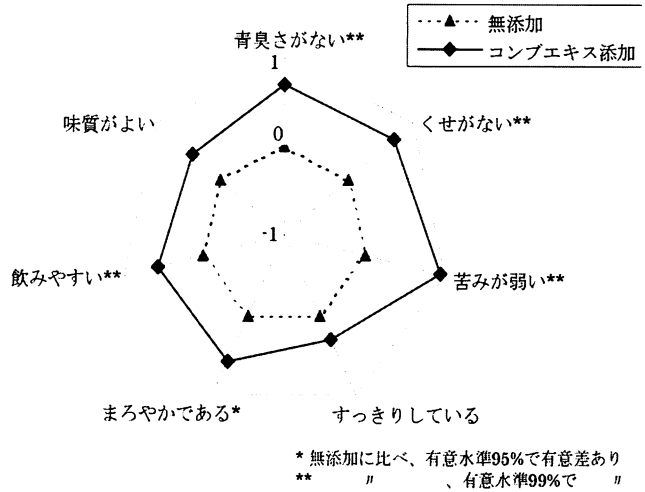 無添加
コンブエキス添加
青臭さがない**
1
味質がよい
くせがない**
0
-1
飲みやすい**
苦みが弱い**
まろやかである*
すっきりしている
* 無添加に比べ、有意水準95%で有意差あり
** 〃 、有意水準99%で 〃